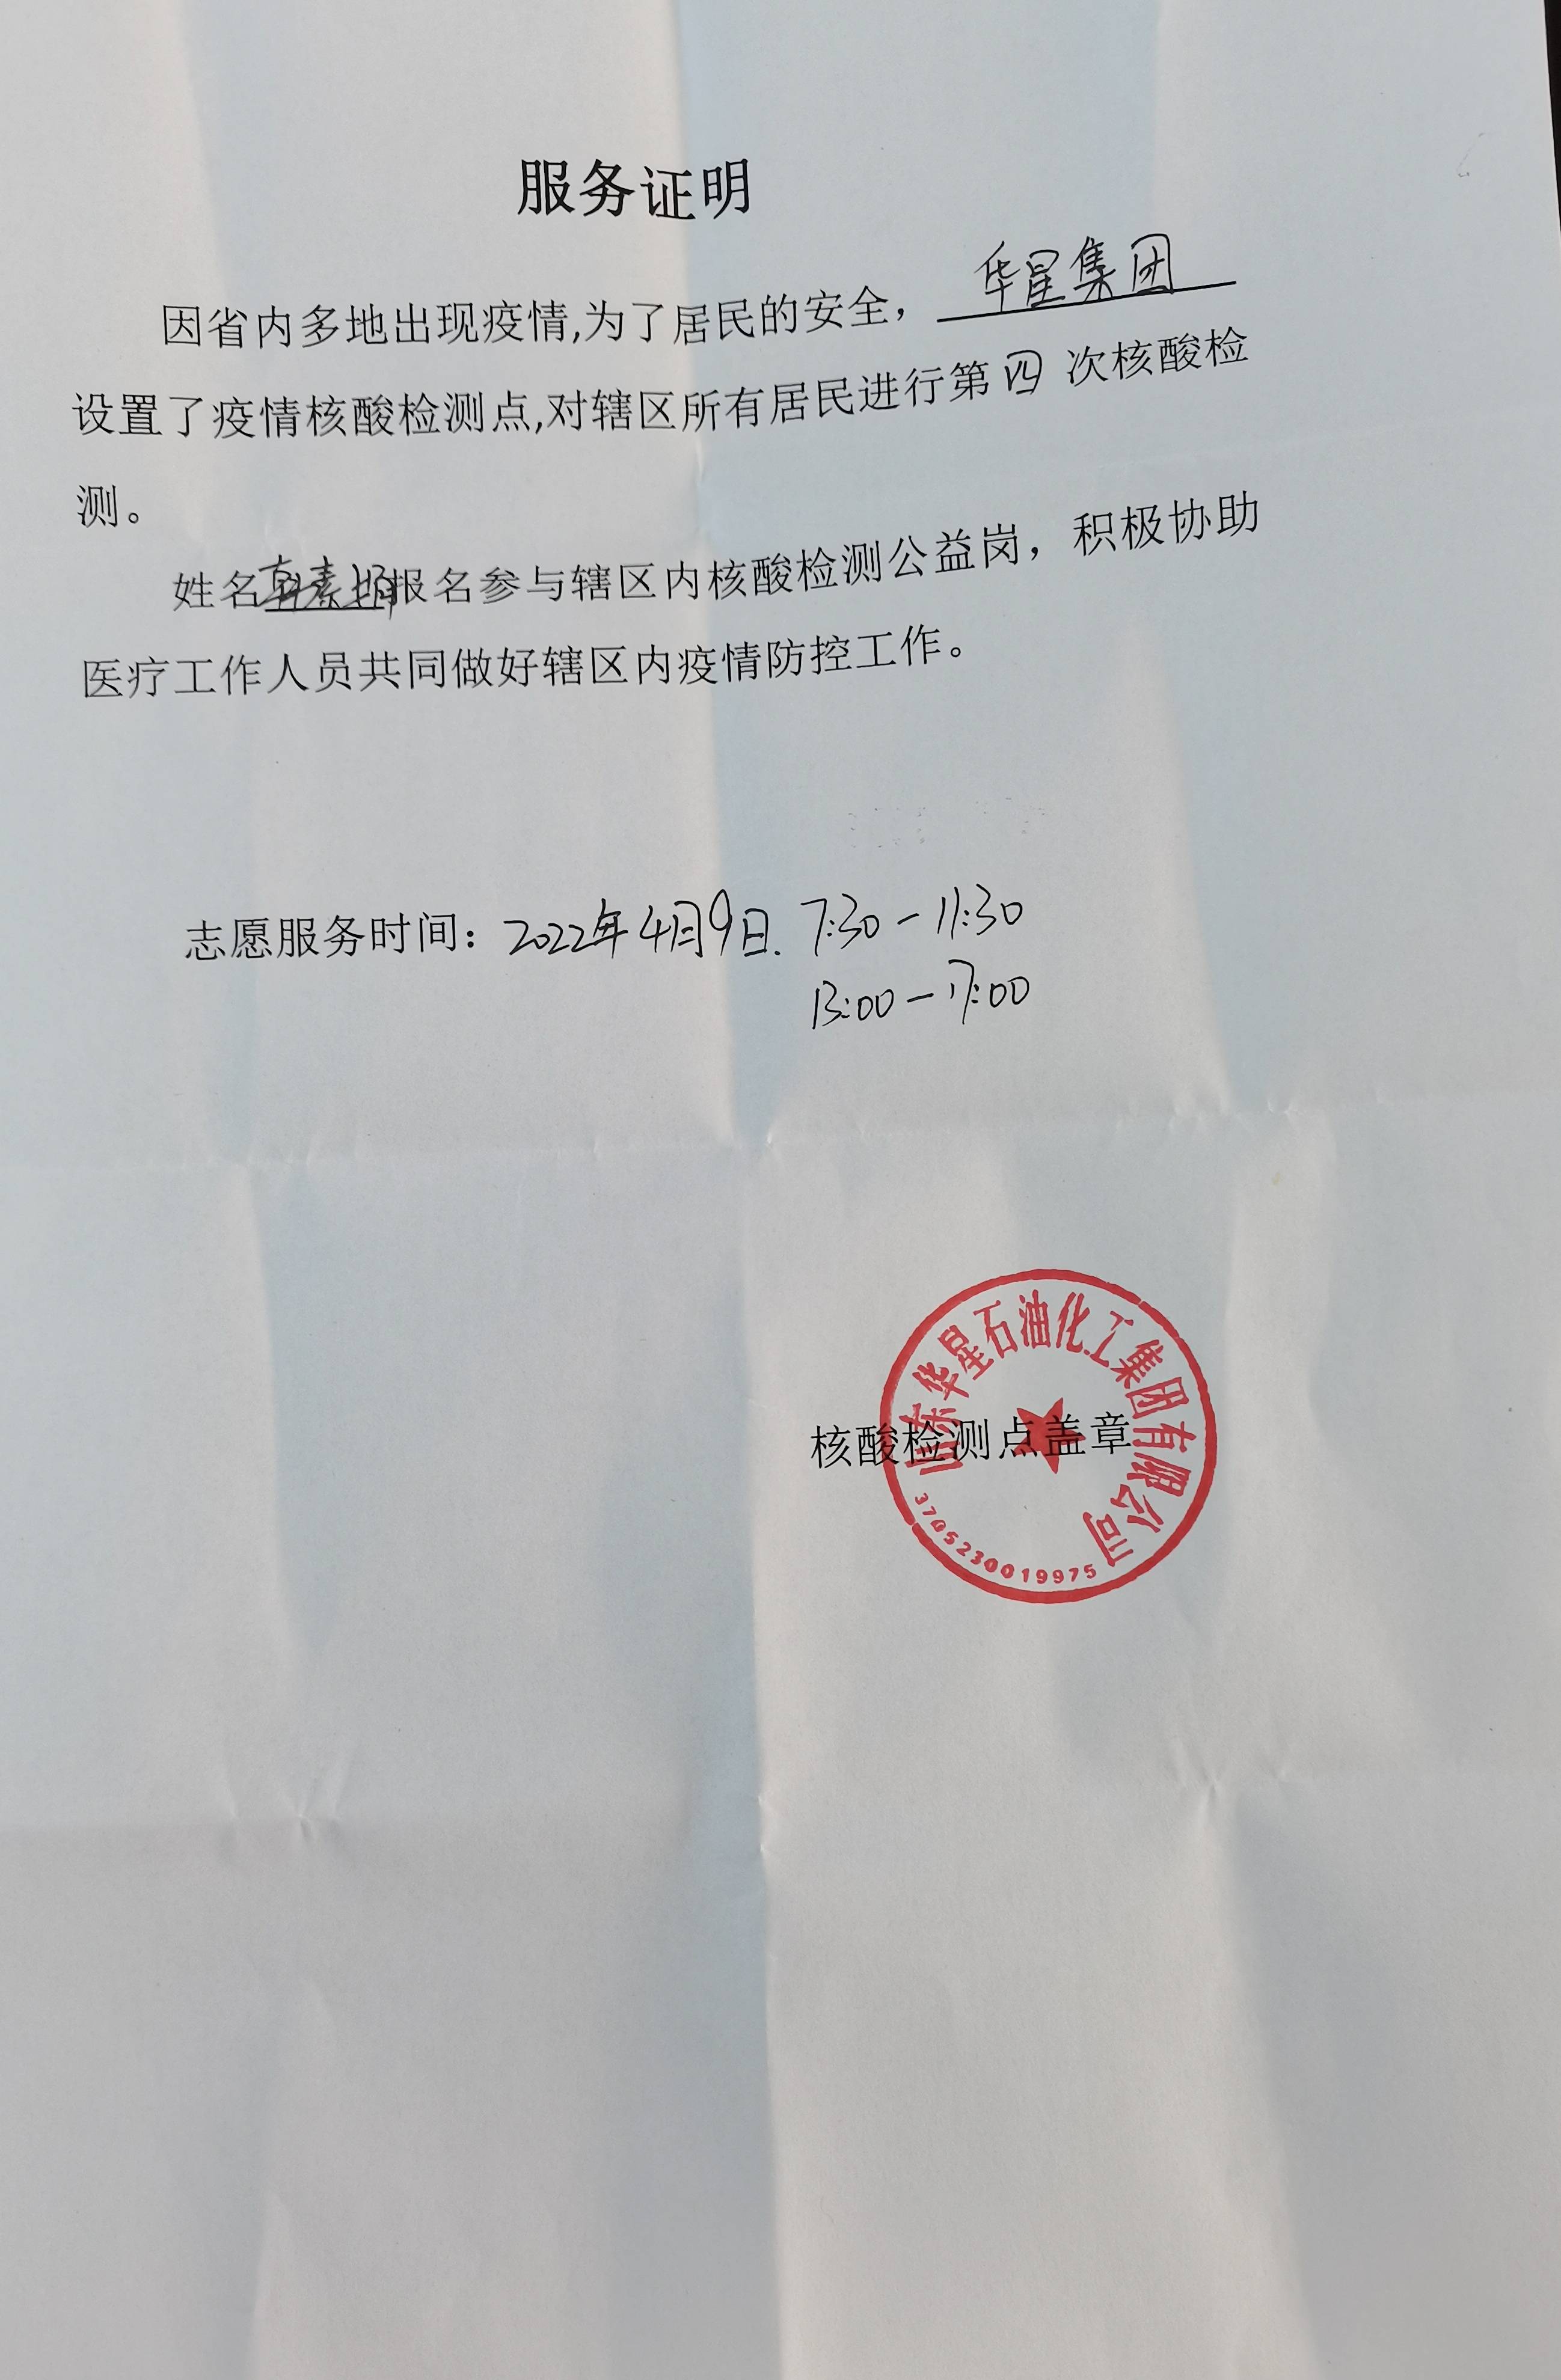 服务证明
因省内多地出现疫情,为了居民的安全，华星集团
设置了疫情核酸检测点,对辖区所有居民进行第四次核酸检
测。
姓名报名参与辖区内核酸检测公益岗，积极协助
医疗工作人员共同做好辖区内疫情防控工作。
志愿服务时间：2022年4月9日. 7:30-11:30
13:00-17:00
山东华星石油化工集团有限公司
核酸检测点盖章
3705230019975